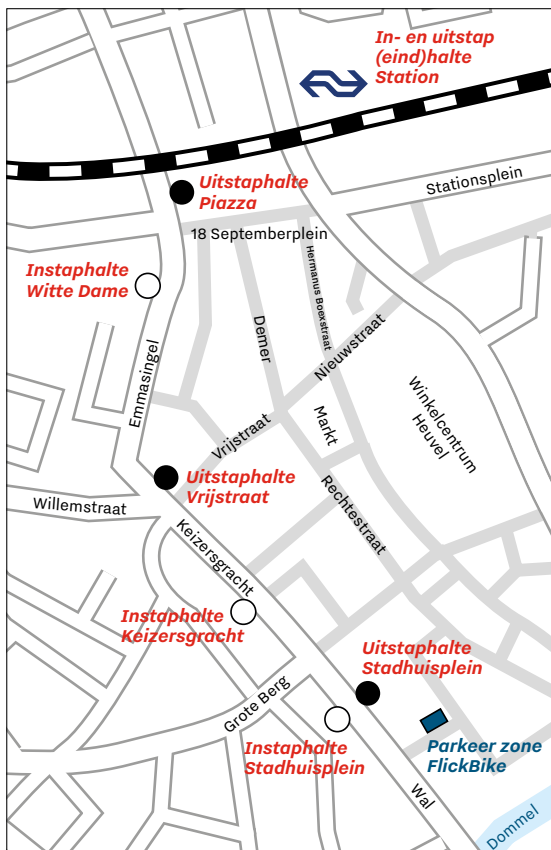 In- en uitstap
(eind)halte
Station
Stationsplein
Uitstaphalte
Piazza
18 Septemberplein
Instaphalte
Witte Dame
Hermanus Boexstraat
Demer
Nieuwstraat
Emmasingel
Markt
Winkelcentrum
Heuvel
Vrijstraat
Uitstaphalte
Vrijstraat
Willemstraat
Rechtestraat
Keizersgracht
Instaphalte
Keizersgracht
Uitstaphalte
Stadhuisplein
Grote Berg
Instaphalte
Stadhuisplein
Parkeer zone
FlickBike
Wal
Dommel